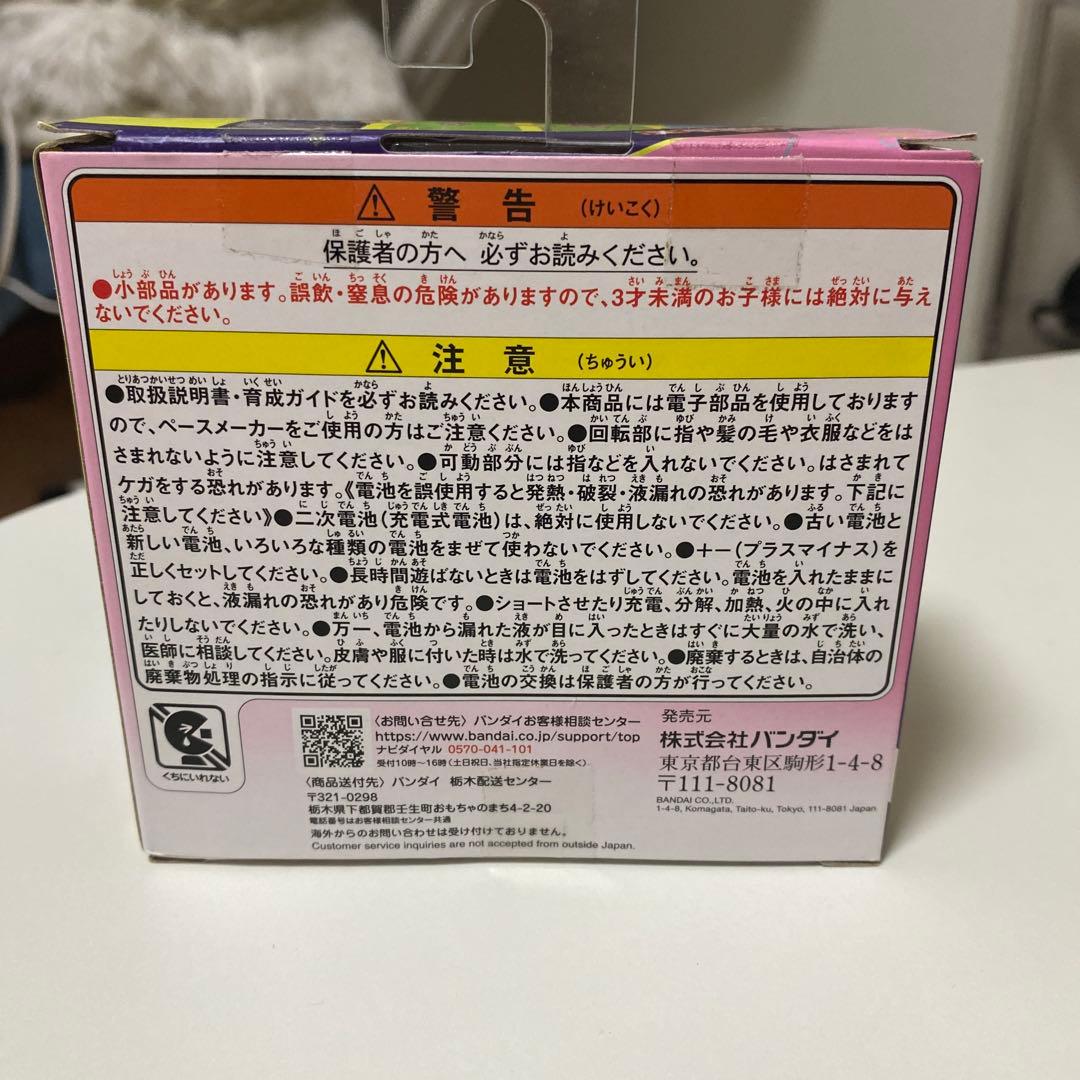 警告 (けいこく)
保護者の方へ 必ずお読みください。
●小部品があります。誤飲・窒息の危険がありますので、3才未満のお子様には絶対に与え
ないでください。
注意 (ちゅうい)
●取扱説明書・育成ガイドを必ずお読みください。●本商品には電子部品を使用しております
ので、ペースメーカーをご使用の方はご注意ください。●回転部に指や髪の毛や衣服などをは
さまれないように注意してください。●可動部分には指などを入れないでください。はさまれて
ケガをする恐れがあります。《電池を誤使用すると発熱・破裂・液漏れの恐れがあります。下記に
注意してください》●二次電池(充電式電池)は、絶対に使用しないでください。●古い電池と
新しい電池、いろいろな種類の電池をまぜて使わないでください。●+-(プラスマイナス)を
正しくセットしてください。●長時間遊ばないときは電池をはずしてください。電池を入れたままに
しておくと、液漏れの恐れがあり危険です。●ショートさせたり充電、分解、加熱、火の中に入れ
たりしないでください。●万一、電池から漏れた液が目に入ったときはすぐに大量の水で洗い、
医師に相談してください。皮膚や服に付いた時は水で洗ってください。●廃棄するときは、自治体の
廃棄物処理の指示に従ってください。●電池の交換は保護者の方が行ってください。
くちにいれない
〈お問い合せ先〉バンダイお客様相談センター
https://www.bandai.co.jp/support/top
ナビダイヤル 0570-041-101
受付10時~16時(土日祝日、当社指定休業日を除く)
〈商品送付先〉バンダイ 栃木配送センター
〒321-0298
栃木県下都賀郡壬生町おもちゃのまち4-2-20
電話番号はお客様相談センター共通
海外からのお問い合わせは受け付けておりません。
Customer service inquiries are not accepted from outside Japan.
発売元
株式会社バンダイ
東京都台東区駒形1-4-8
〒111-8081
BANDAI CO.,LTD.
1-4-8, Komagata, Taito-ku, Tokyo, 111-8081 Japan